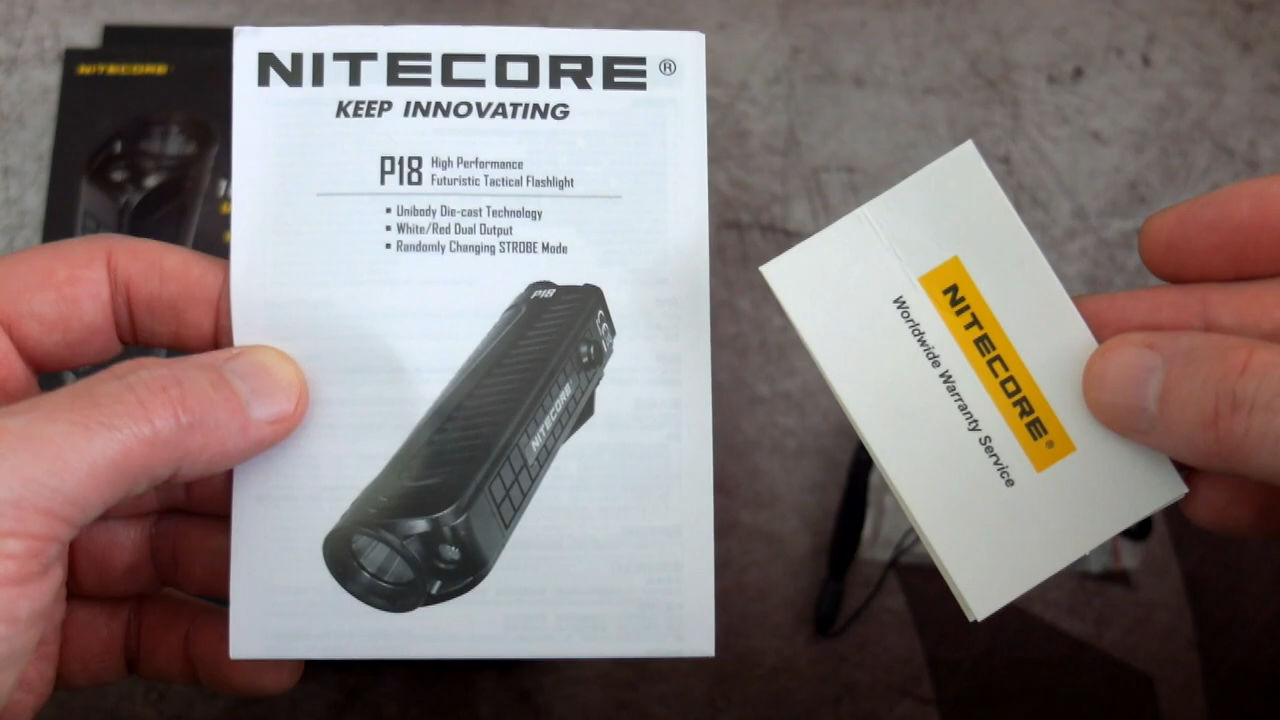 NITECORE
NITECORE®
KEEP INNOVATING
P18
High Performance
Futuristic Tactical Flashlight
▪ Unibody Die-cast Technology
▪ White/Red Dual Output
▪ Randomly Changing STROBE Mode
P18
NITECORE
NITECORE®
Worldwide Warranty Service